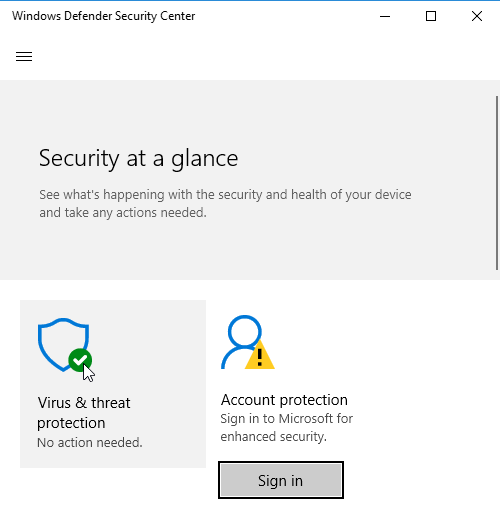 Windows Defender Security Center
Security at a glance
See what's happening with the security and health of your device
and take any actions needed.
Virus & threat
protection
No action needed.
Account protection
Sign in to Microsoft for
enhanced security.
Sign in